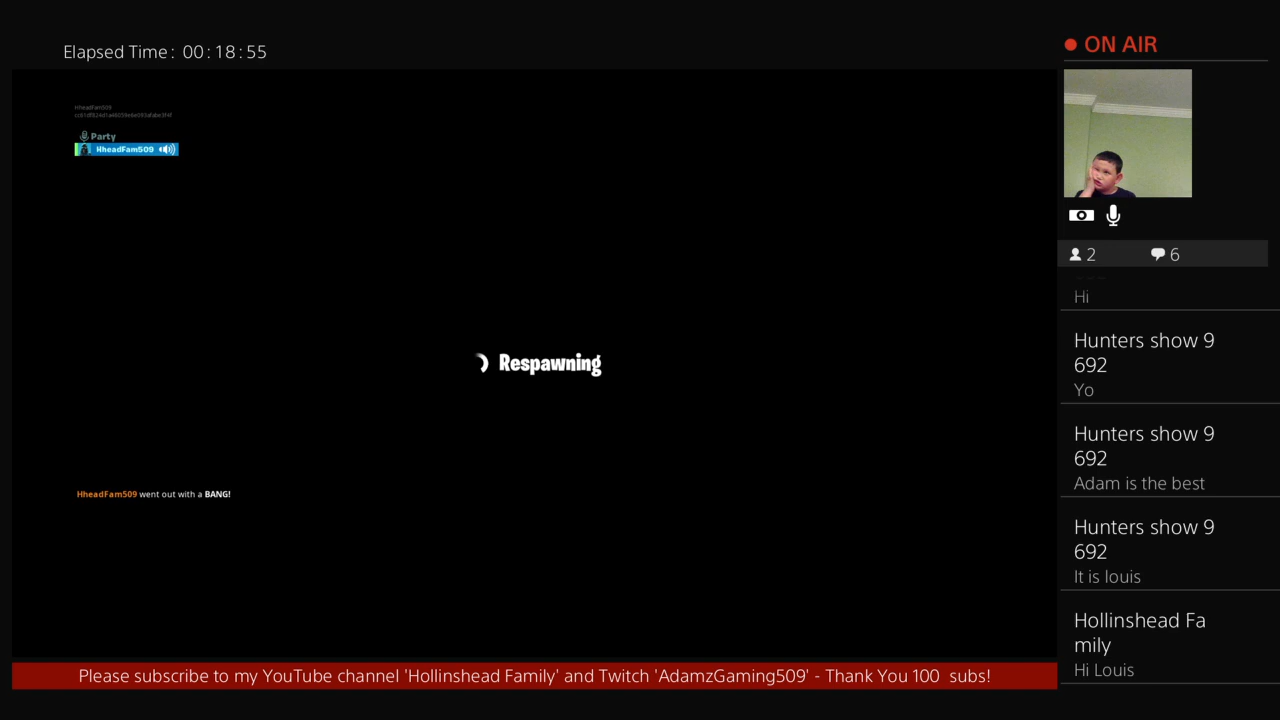 Elapsed Time: 00:18:55
ON AIR
HheadFam509
Party
HheadFam509
2
6
Hi
Hunters show 9
692
Yo
Hunters show 9
692
Adam is the best
Respawning
HheadFam509 went out with a BANG!
Hunters show 9
692
It is louis
Hollinshead Fa
mily
Hi Louis
Please subscribe to my YouTube channel 'Hollinshead Family' and Twitch 'AdamzGaming509' - Thank You 100 subs!